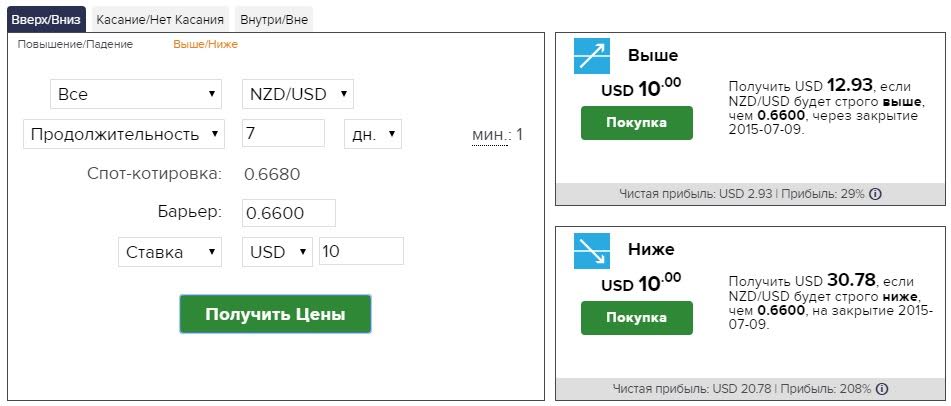 Вверх/Вниз Касание/Нет Касания Внутри/Вне
Повышение/Падение Выше/Ниже
Все NZD/USD
Продолжительность 7 дн. мин.: 1
Спот-котировка: 0.6680
Барьер: 0.6600
Ставка USD 10
Получить Цены
Выше
USD 10.00
Покупка
Получить USD 12.93, если
NZD/USD будет строго выше,
чем 0.6600, через закрытие
2015-07-09.
Чистая прибыль: USD 2.93 | Прибыль: 29%
Ниже
USD 10.00
Покупка
Получить USD 30.78, если
NZD/USD будет строго ниже,
чем 0.6600, на закрытие 2015-
07-09.
Чистая прибыль: USD 20.78 | Прибыль: 208%